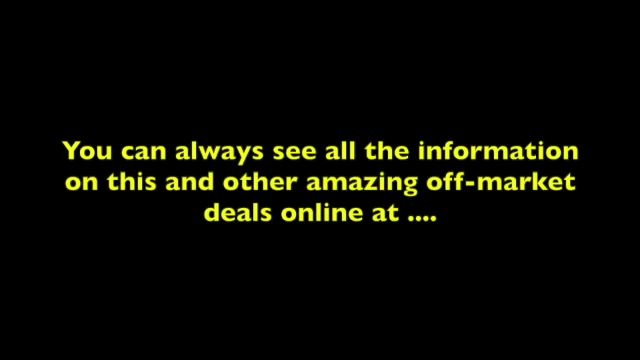 You can always see all the information
on this and other amazing off-market
deals online at ....